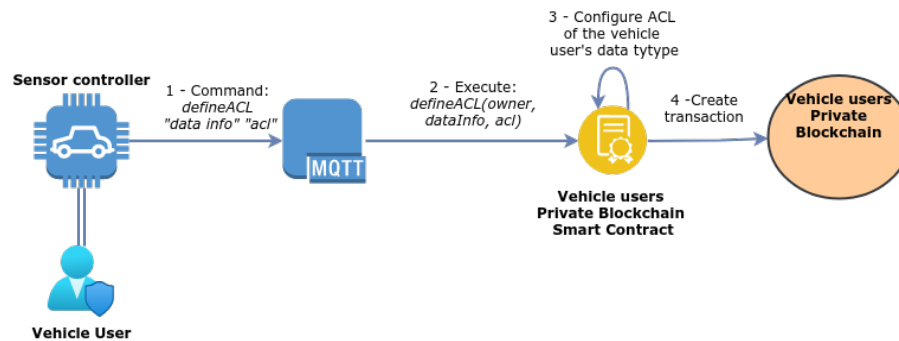 3 - Configure ACL
of the vehicle
user's data tytype
Sensor controller
1 - Command:
defineACL
"data info" "acl"
2 - Execute:
defineACL(owner,
dataInfo, acl)
4 -Create
transaction
Vehicle users
Private
Blockchain
MQTT
Vehicle users
Private Blockchain
Smart Contract
Vehicle User